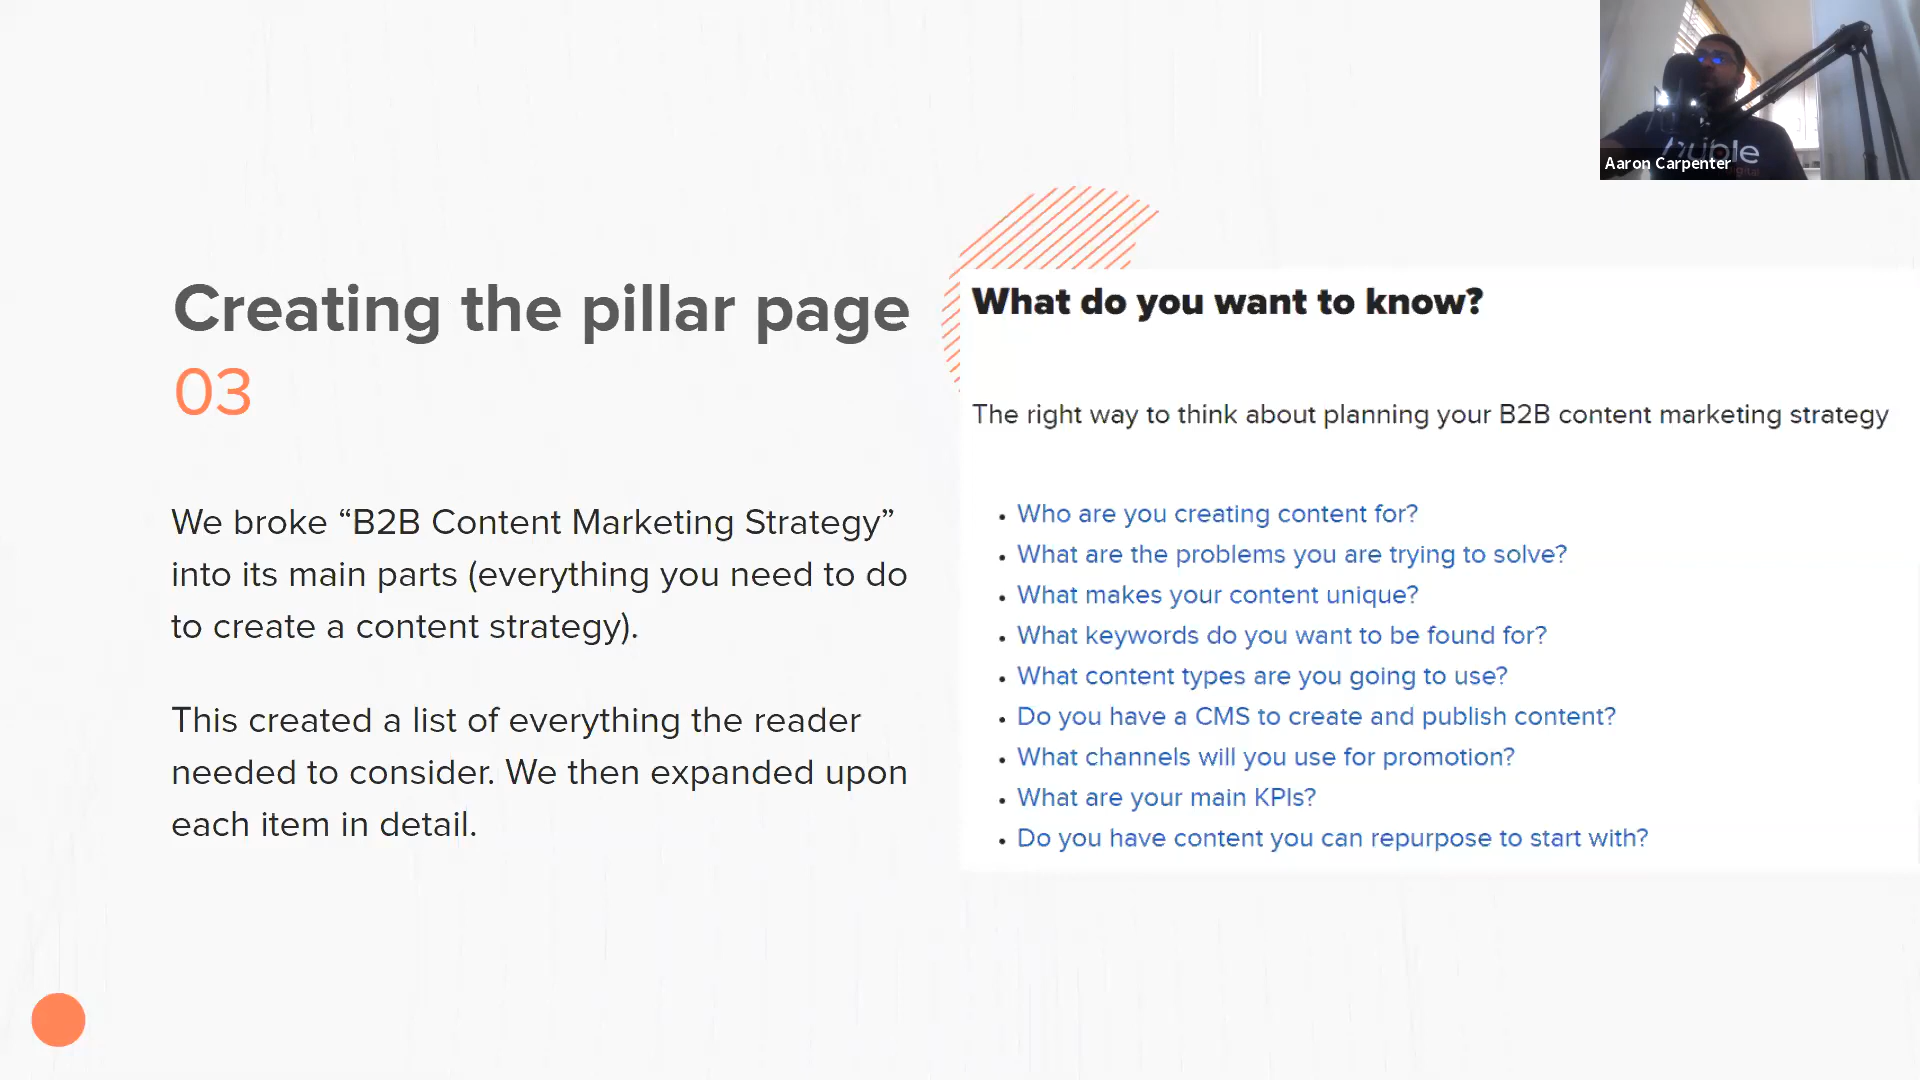 Aaron Carpenter
Creating the pillar page
03
We broke “B2B Content Marketing Strategy”
into its main parts (everything you need to do
to create a content strategy).
This created a list of everything the reader
needed to consider. We then expanded upon
each item in detail.
What do you want to know?
The right way to think about planning your B2B content marketing strategy
• Who are you creating content for?
• What are the problems you are trying to solve?
• What makes your content unique?
• What keywords do you want to be found for?
• What content types are you going to use?
• Do you have a CMS to create and publish content?
• What channels will you use for promotion?
• What are your main KPIs?
• Do you have content you can repurpose to start with?